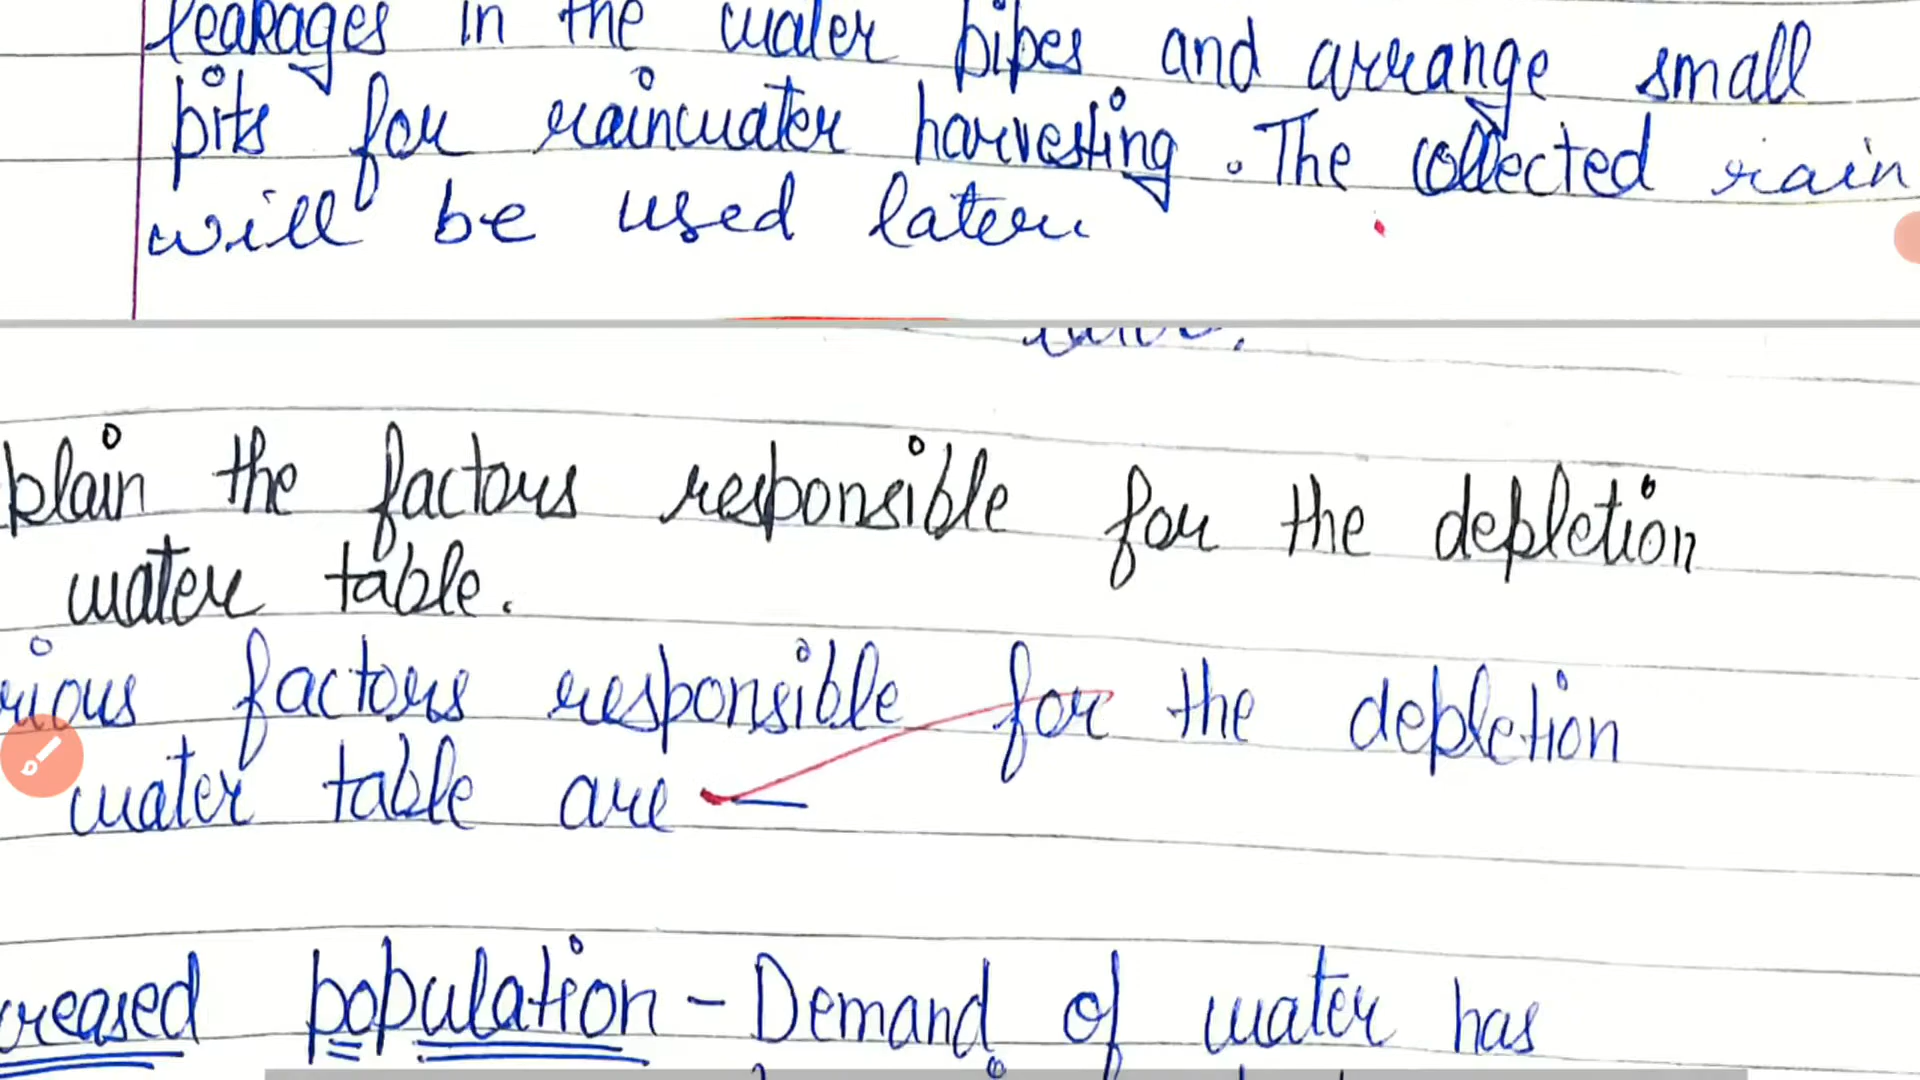 leakages in the water pipes and arrange small
pits for rainwater harvesting. The collected rain
will be used later.
plain the factors responsible for the depletion
water table.
rious factors responsible for the depletion
water table are —
creased population - Demand of water has